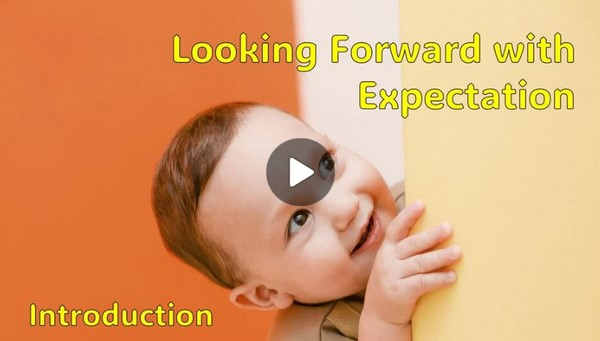 Looking Forward with
Expectation
Introduction